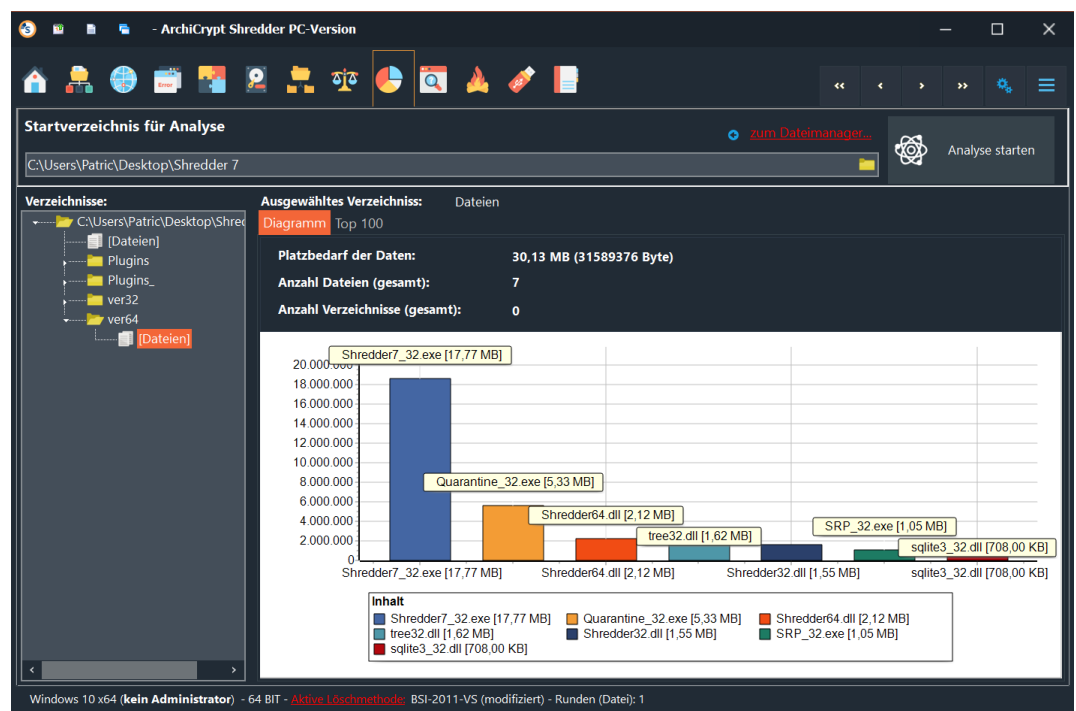 - ArchiCrypt Shredder PC-Version
Error
Startverzeichnis für Analyse
zum Dateimanager...
C:\Users\Patric\Desktop\Shredder 7
Analyse starten
Verzeichnisse:
C:\Users\Patric\Desktop\Shred
[Dateien]
Plugins
Plugins_
ver32
ver64
[Dateien]
Ausgewähltes Verzeichniss: Dateien
Diagramm Top 100
Platzbedarf der Daten: 30,13 MB (31589376 Byte)
Anzahl Dateien (gesamt): 7
Anzahl Verzeichnisse (gesamt): 0
Shredder7_32.exe [17,77 MB]
20.000.000
18.000.000
16.000.000
14.000.000
12.000.000
10.000.000
8.000.000
Quarantine_32.exe [5,33 MB]
6.000.000
Shredder64.dll [2,12 MB]
4.000.000
SRP_32.exe [1,05 MB]
tree32.dll [1,62 MB]
2.000.000
sqlite3_32.dll [708,00 KB]
0
Shredder7_32.exe [17,77 MB] Shredder64.dll [2,12 MB] Shredder32.dll [1,55 MB] sqlite3_32.dll [708,00 KB]
Inhalt
Shredder7_32.exe [17,77 MB] Quarantine_32.exe [5,33 MB] Shredder64.dll [2,12 MB]
tree32.dll [1,62 MB] Shredder32.dll [1,55 MB] SRP_32.exe [1,05 MB]
sqlite3_32.dll [708,00 KB]
Windows 10 x64 (kein Administrator) - 64 BIT - Aktive Löschmethode: BSI-2011-VS (modifiziert) - Runden (Datei): 1